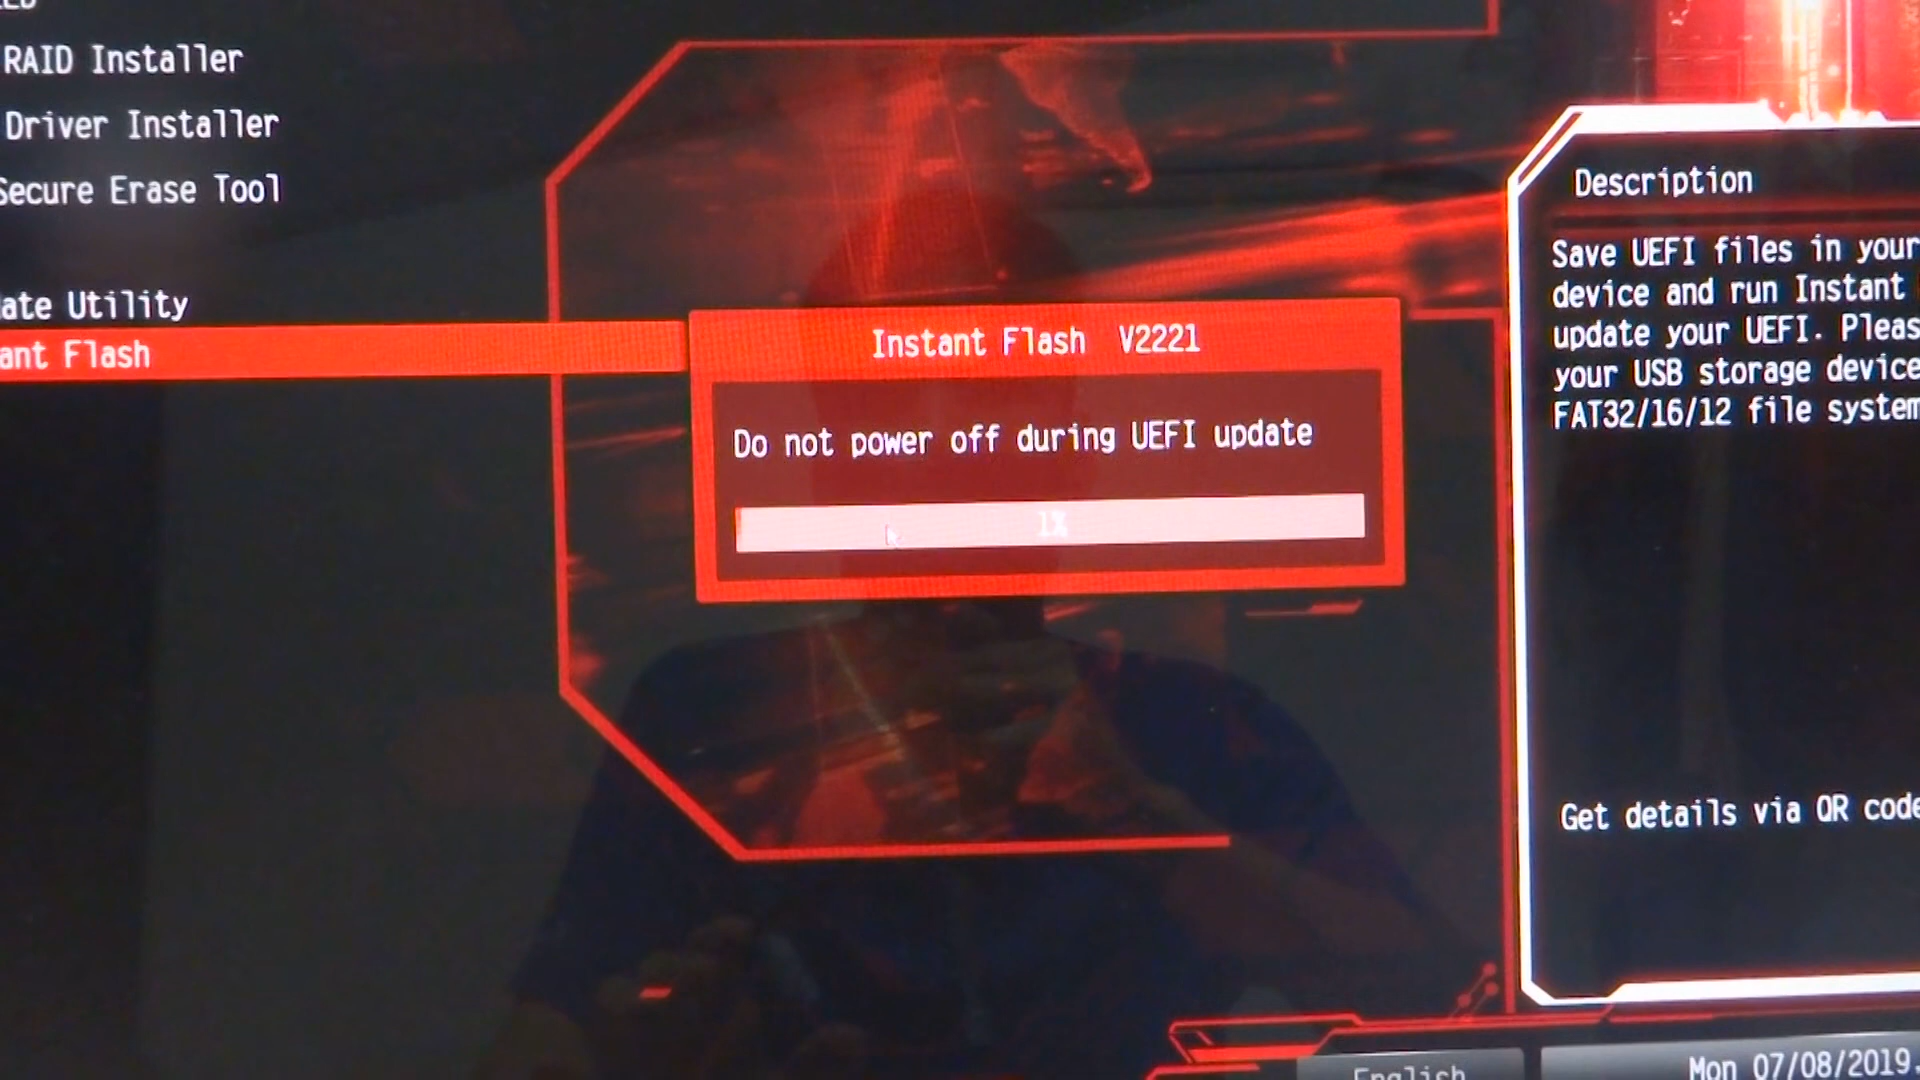 RAID Installer
Driver Installer
Secure Erase Tool
ate Utility
ant Flash
Instant Flash V2221
Do not power off during UEFI update
1%
Description
Save UEFI files in your
device and run Instant
update your UEFI. Pleas
your USB storage device
FAT32/16/12 file system
Get details via QR code
English
Mon 07/08/2019